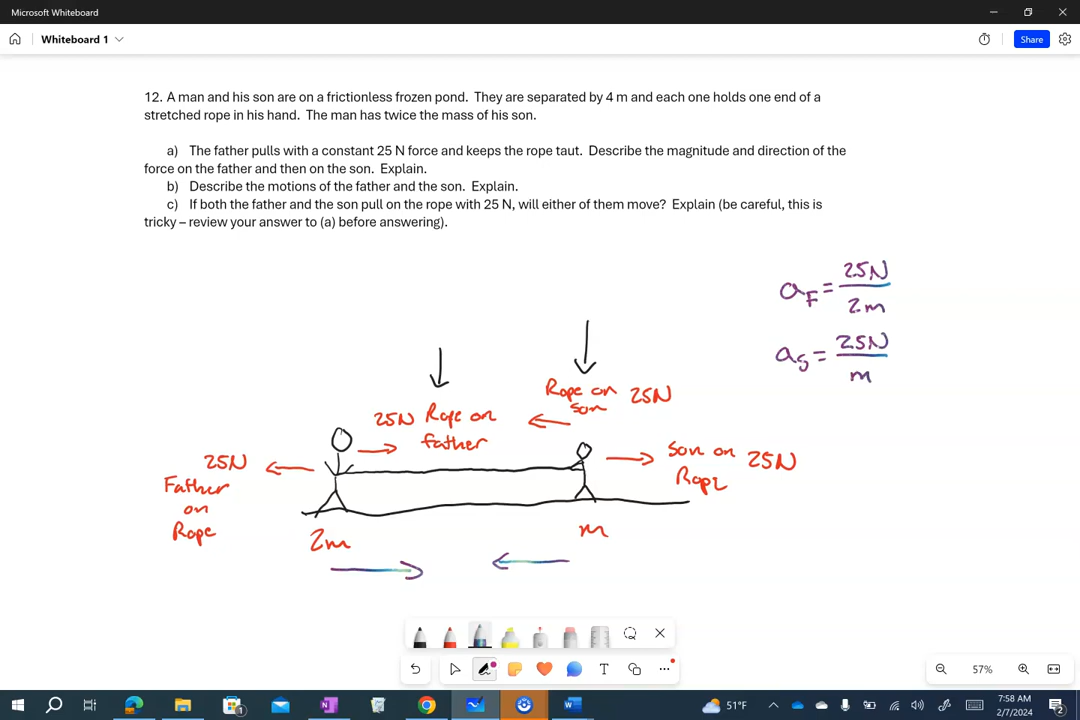 Microsoft Whiteboard
Whiteboard 1
Share
12. A man and his son are on a frictionless frozen pond. They are separated by 4 m and each one holds one end of a
stretched rope in his hand. The man has twice the mass of his son.
a) The father pulls with a constant 25 N force and keeps the rope taut. Describe the magnitude and direction of the
force on the father and then on the son. Explain.
b) Describe the motions of the father and the son. Explain.
c) If both the father and the son pull on the rope with 25 N, will either of them move? Explain (be careful, this is
tricky – review your answer to (a) before answering).
a_F = 25N / 2m
a_S = 25N / m
Rope on son 25N
25N Rope on father
Son on Rope 25N
25N
Father
on
Rope
2m
m
57%
51°F
7:58 AM
2/7/2024